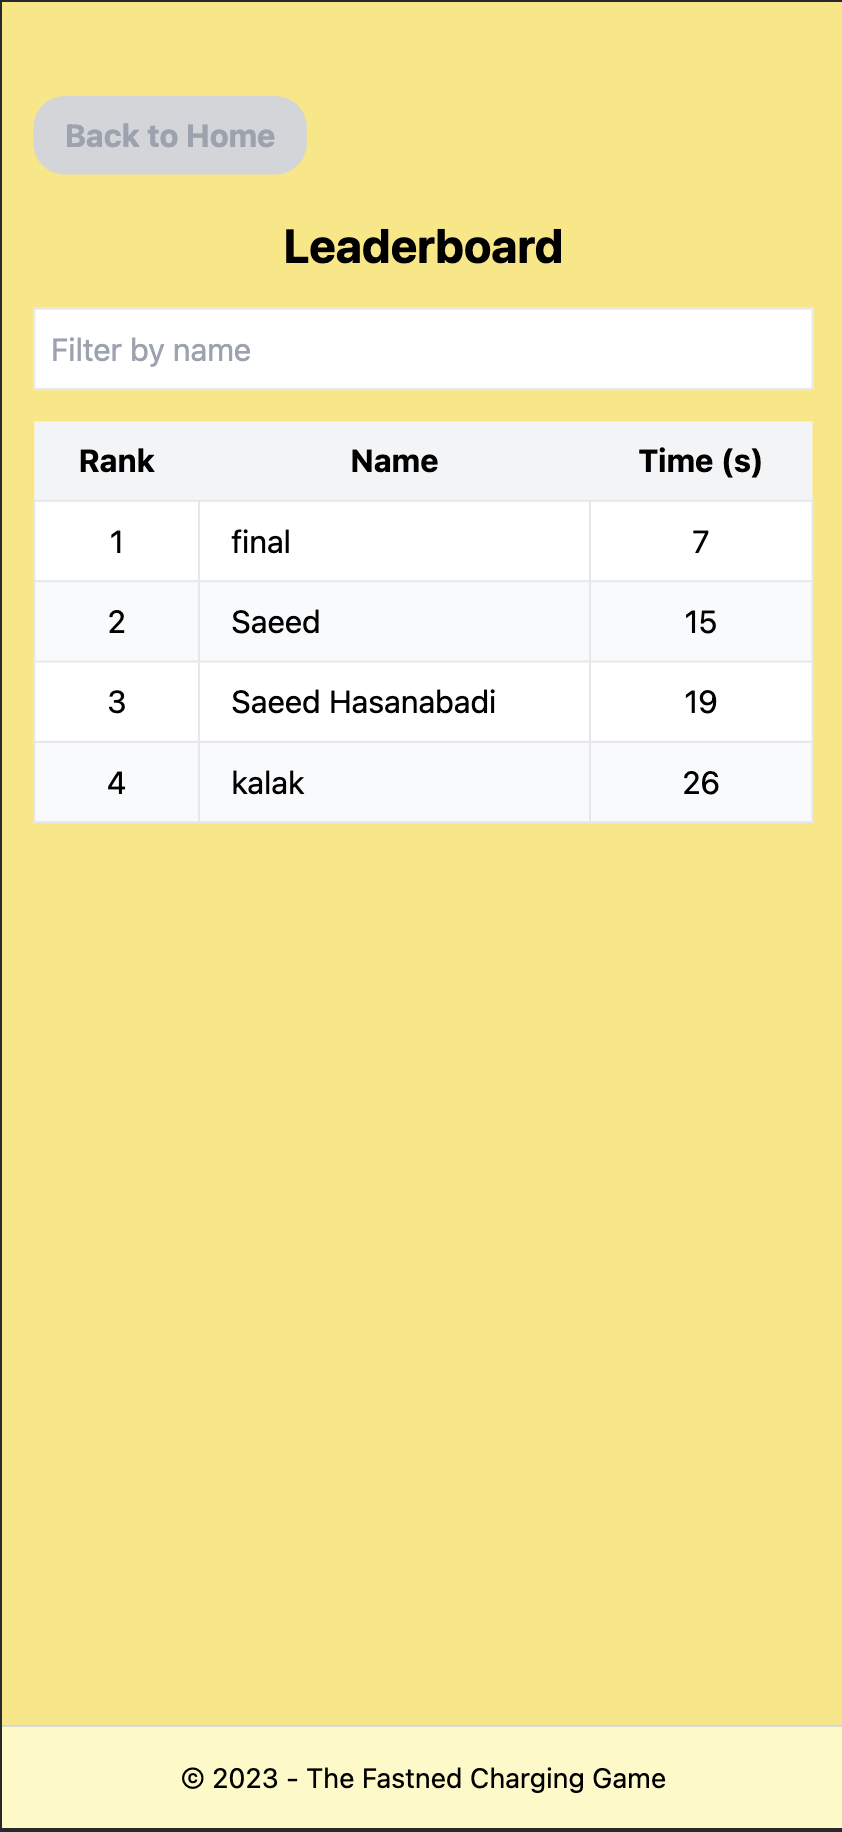 Back to Home
Leaderboard
Filter by name
Rank Name Time (s)
1 final 7
2 Saeed 15
3 Saeed Hasanabadi 19
4 kalak 26
© 2023 - The Fastned Charging Game